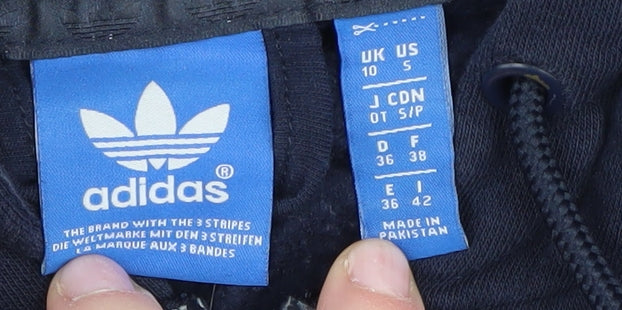 adidas®
THE BRAND WITH THE 3 STRIPES
DIE WELTMARKE MIT DEN 3 STREIFEN
LA MARQUE AUX 3 BANDES
UK US
10 S
J CDN
OT S/P
D F
36 38
E I
36 42
MADE IN
PAKISTAN